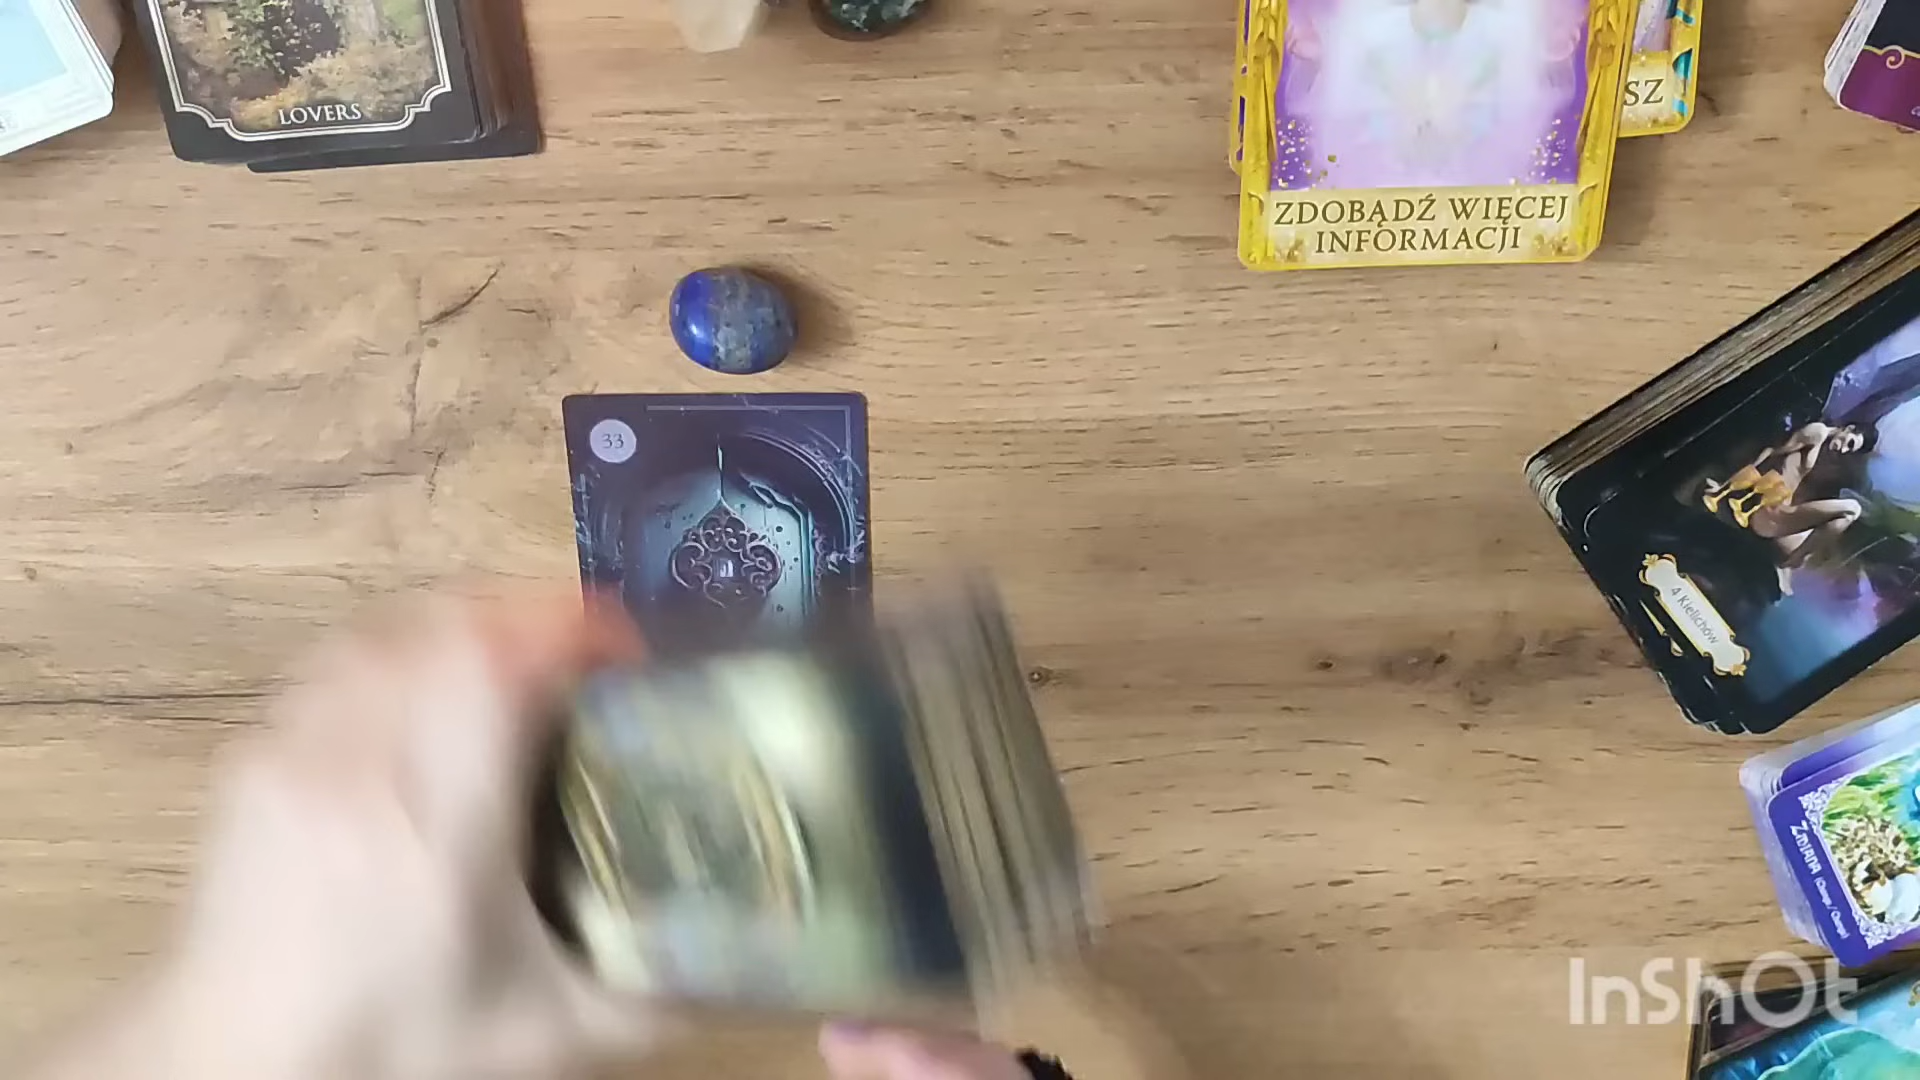 LOVERS
SZ
ZDOBĄDŹ WIĘCEJ
INFORMACJI
33
4 Kielichów
ZMIANA
InShOt